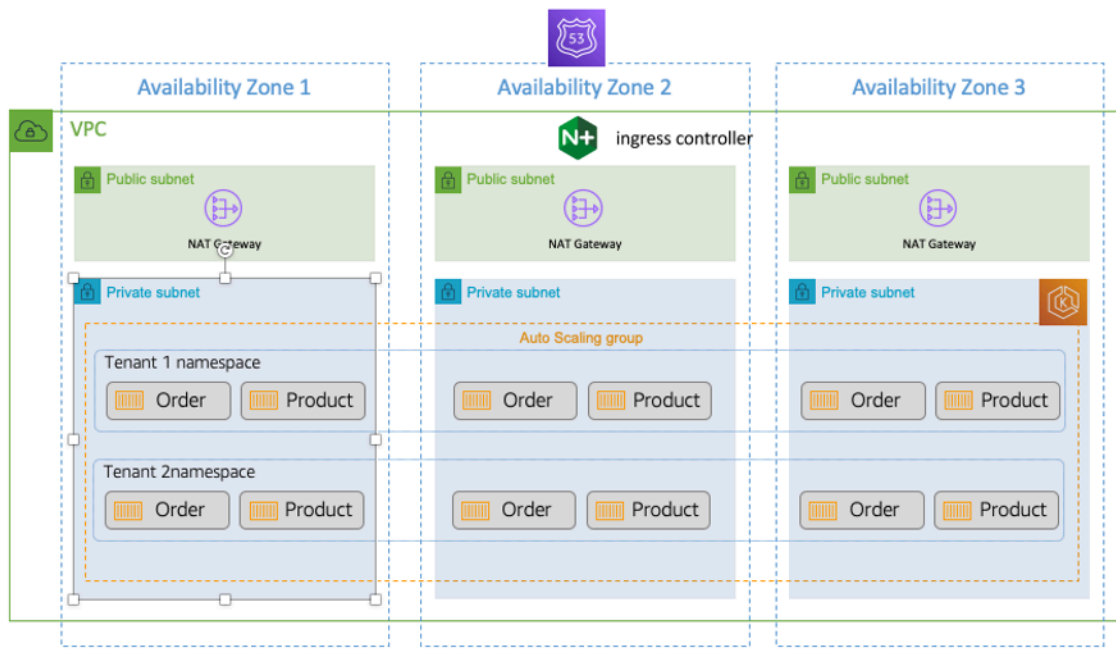 53
Availability Zone 1
Availability Zone 2
Availability Zone 3
VPC
N+
ingress controller
Public subnet
Public subnet
Public subnet
NAT Gateway
NAT Gateway
NAT Gateway
Private subnet
Private subnet
Private subnet
K
Auto Scaling group
Tenant 1 namespace
Order
Product
Order
Product
Order
Product
Tenant 2namespace
Order
Product
Order
Product
Order
Product